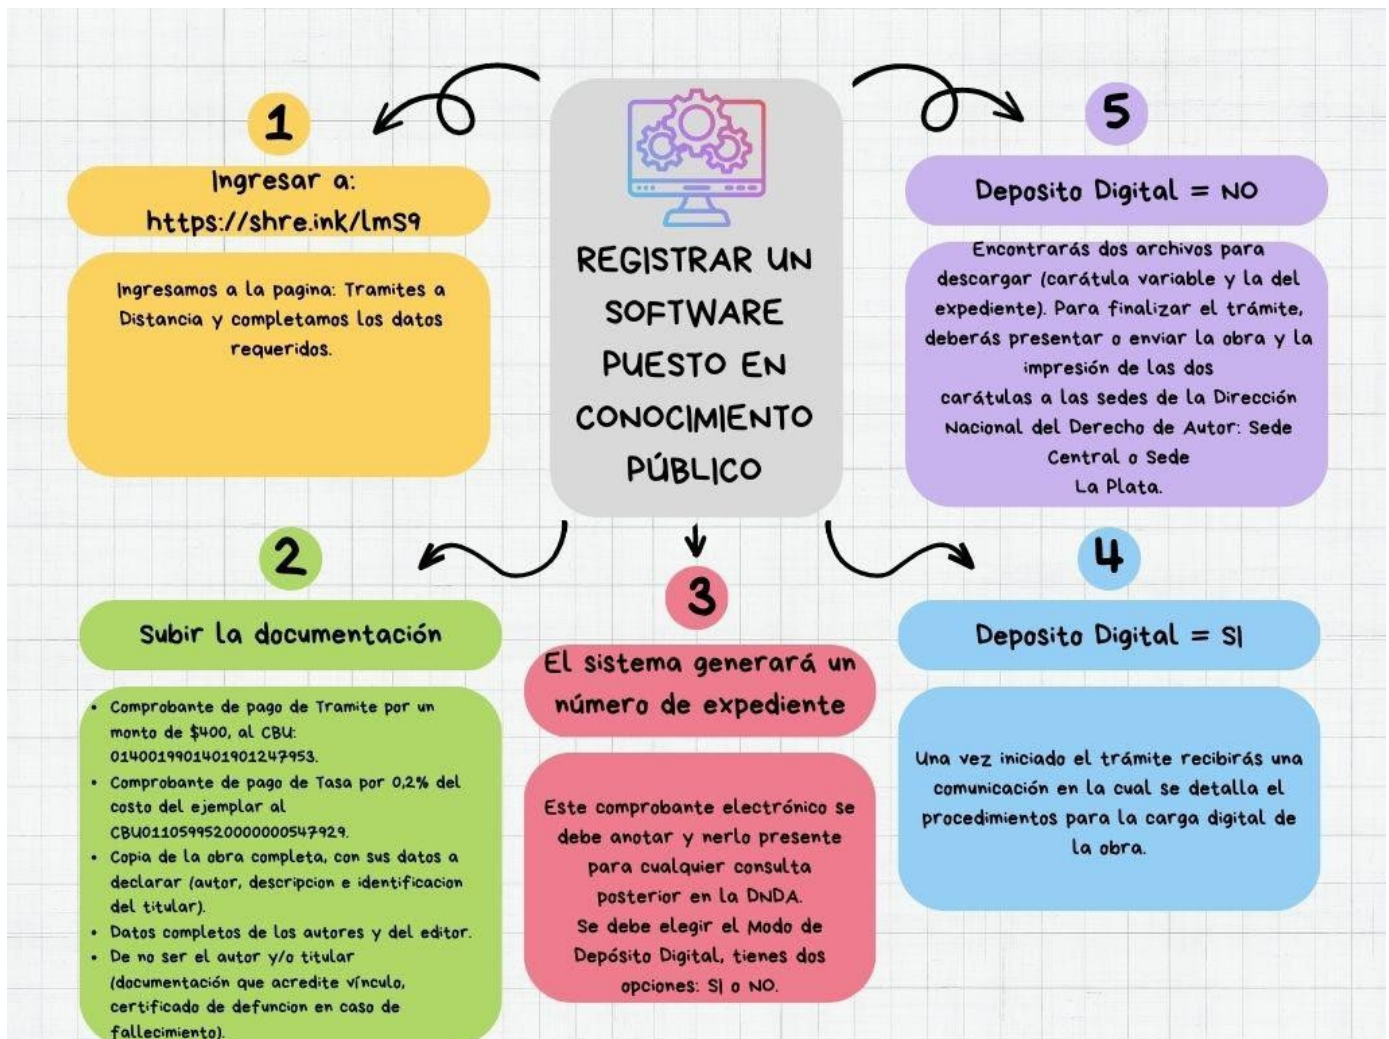 REGISTRAR UN
SOFTWARE
PUESTO EN
CONOCIMIENTO
PÚBLICO
1
Ingresar a:
https://shre.ink/lmS9
Ingresamos a la pagina: Tramites a
Distancia y completamos los datos
requeridos.
2
Subir la documentación
• Comprobante de pago de Tramite por un
monto de $400, al CBU:
0140019901401901247953.
• Comprobante de pago de Tasa por 0,2% del
costo del ejemplar al
CBU0110599520000000547929.
• Copia de la obra completa, con sus datos a
declarar (autor, descripcion e identificacion
del titular).
• Datos completos de los autores y del editor.
• De no ser el autor y/o titular
(documentación que acredite vínculo,
certificado de defuncion en caso de
fallecimiento).
3
El sistema generará un
número de expediente
Este comprobante electrónico se
debe anotar y nerlo presente
para cualquier consulta
posterior en la DNDA.
Se debe elegir el Modo de
Depósito Digital, tienes dos
opciones: SI o NO.
4
Deposito Digital = SI
Una vez iniciado el trámite recibirás una
comunicación en la cual se detalla el
procedimientos para la carga digital de
la obra.
5
Deposito Digital = NO
Encontrarás dos archivos para
descargar (carátula variable y la del
expediente). Para finalizar el trámite,
deberás presentar o enviar la obra y la
impresión de las dos
carátulas a las sedes de la Dirección
Nacional del Derecho de Autor: Sede
Central o Sede
La Plata.